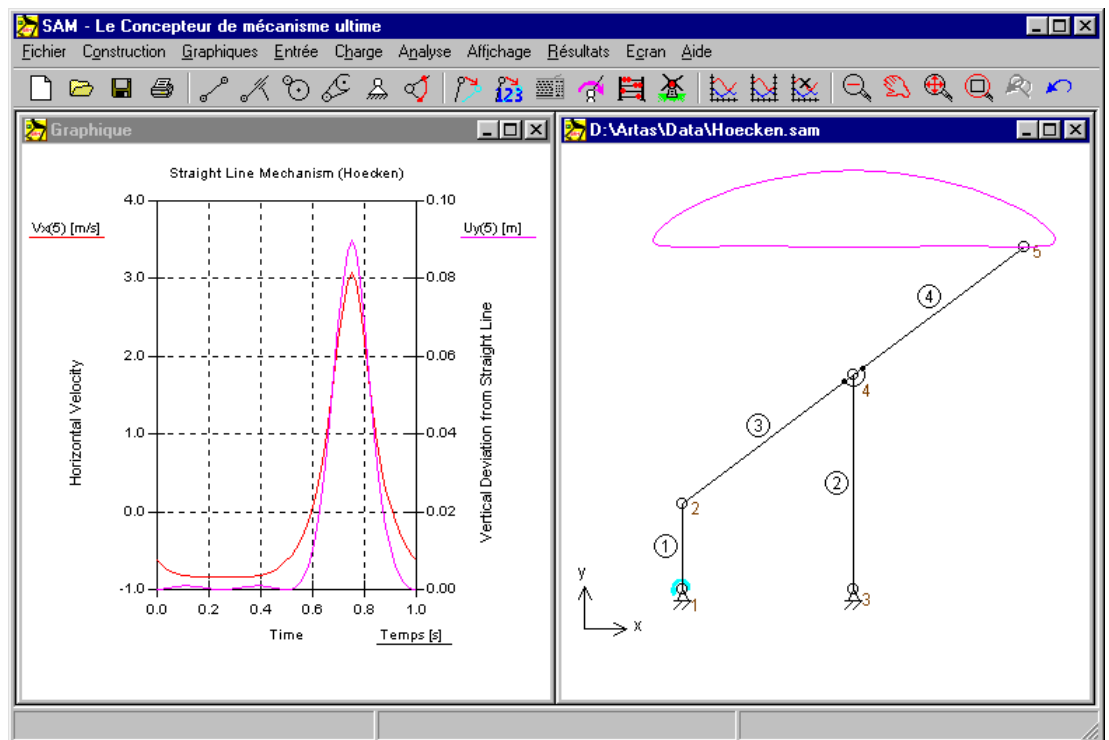 SAM - Le Concepteur de mécanisme ultime
Fichier Construction Graphiques Entrée Charge Analyse Affichage Résultats Ecran Aide
123
Graphique
Straight Line Mechanism (Hoecken)
Vx(5) [m/s]
Uy(5) [m]
4.0
3.0
2.0
1.0
0.0
-1.0
Horizontal Velocity
0.10
0.08
0.06
0.04
0.02
0.00
Vertical Deviation from Straight Line
0.0 0.2 0.4 0.6 0.8 1.0
Time
Temps [s]
D:\Artas\Data\Hoecken.sam
5
4
4
3
2
2
1
1
3
y
x